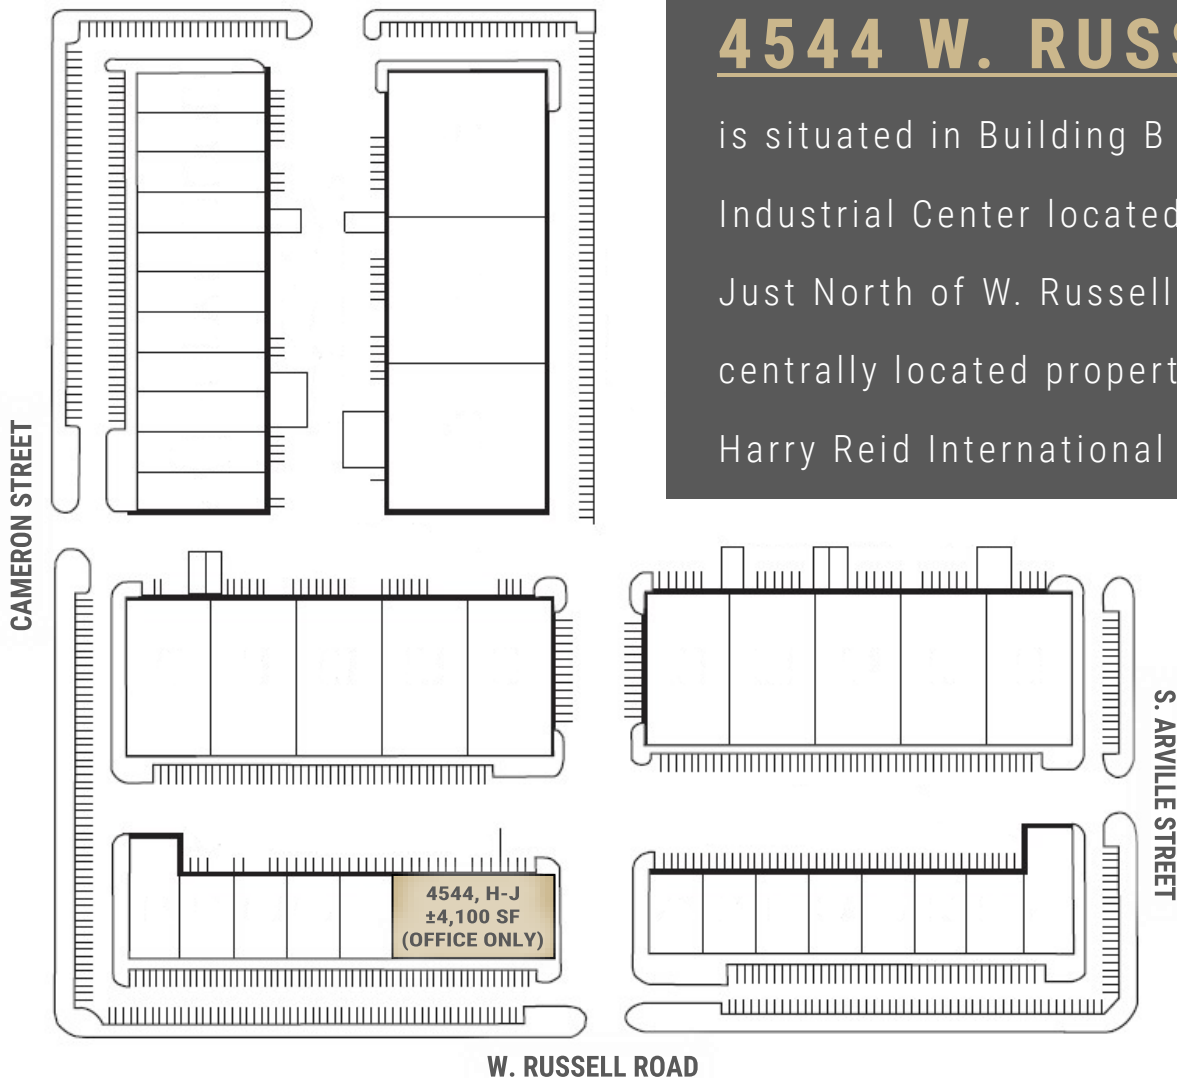 4544 W. RUSS
is situated in Building B
Industrial Center located
Just North of W. Russell
centrally located propert
Harry Reid International
CAMERON STREET
S. ARVILLE STREET
4544, H-J
±4,100 SF
(OFFICE ONLY)
W. RUSSELL ROAD